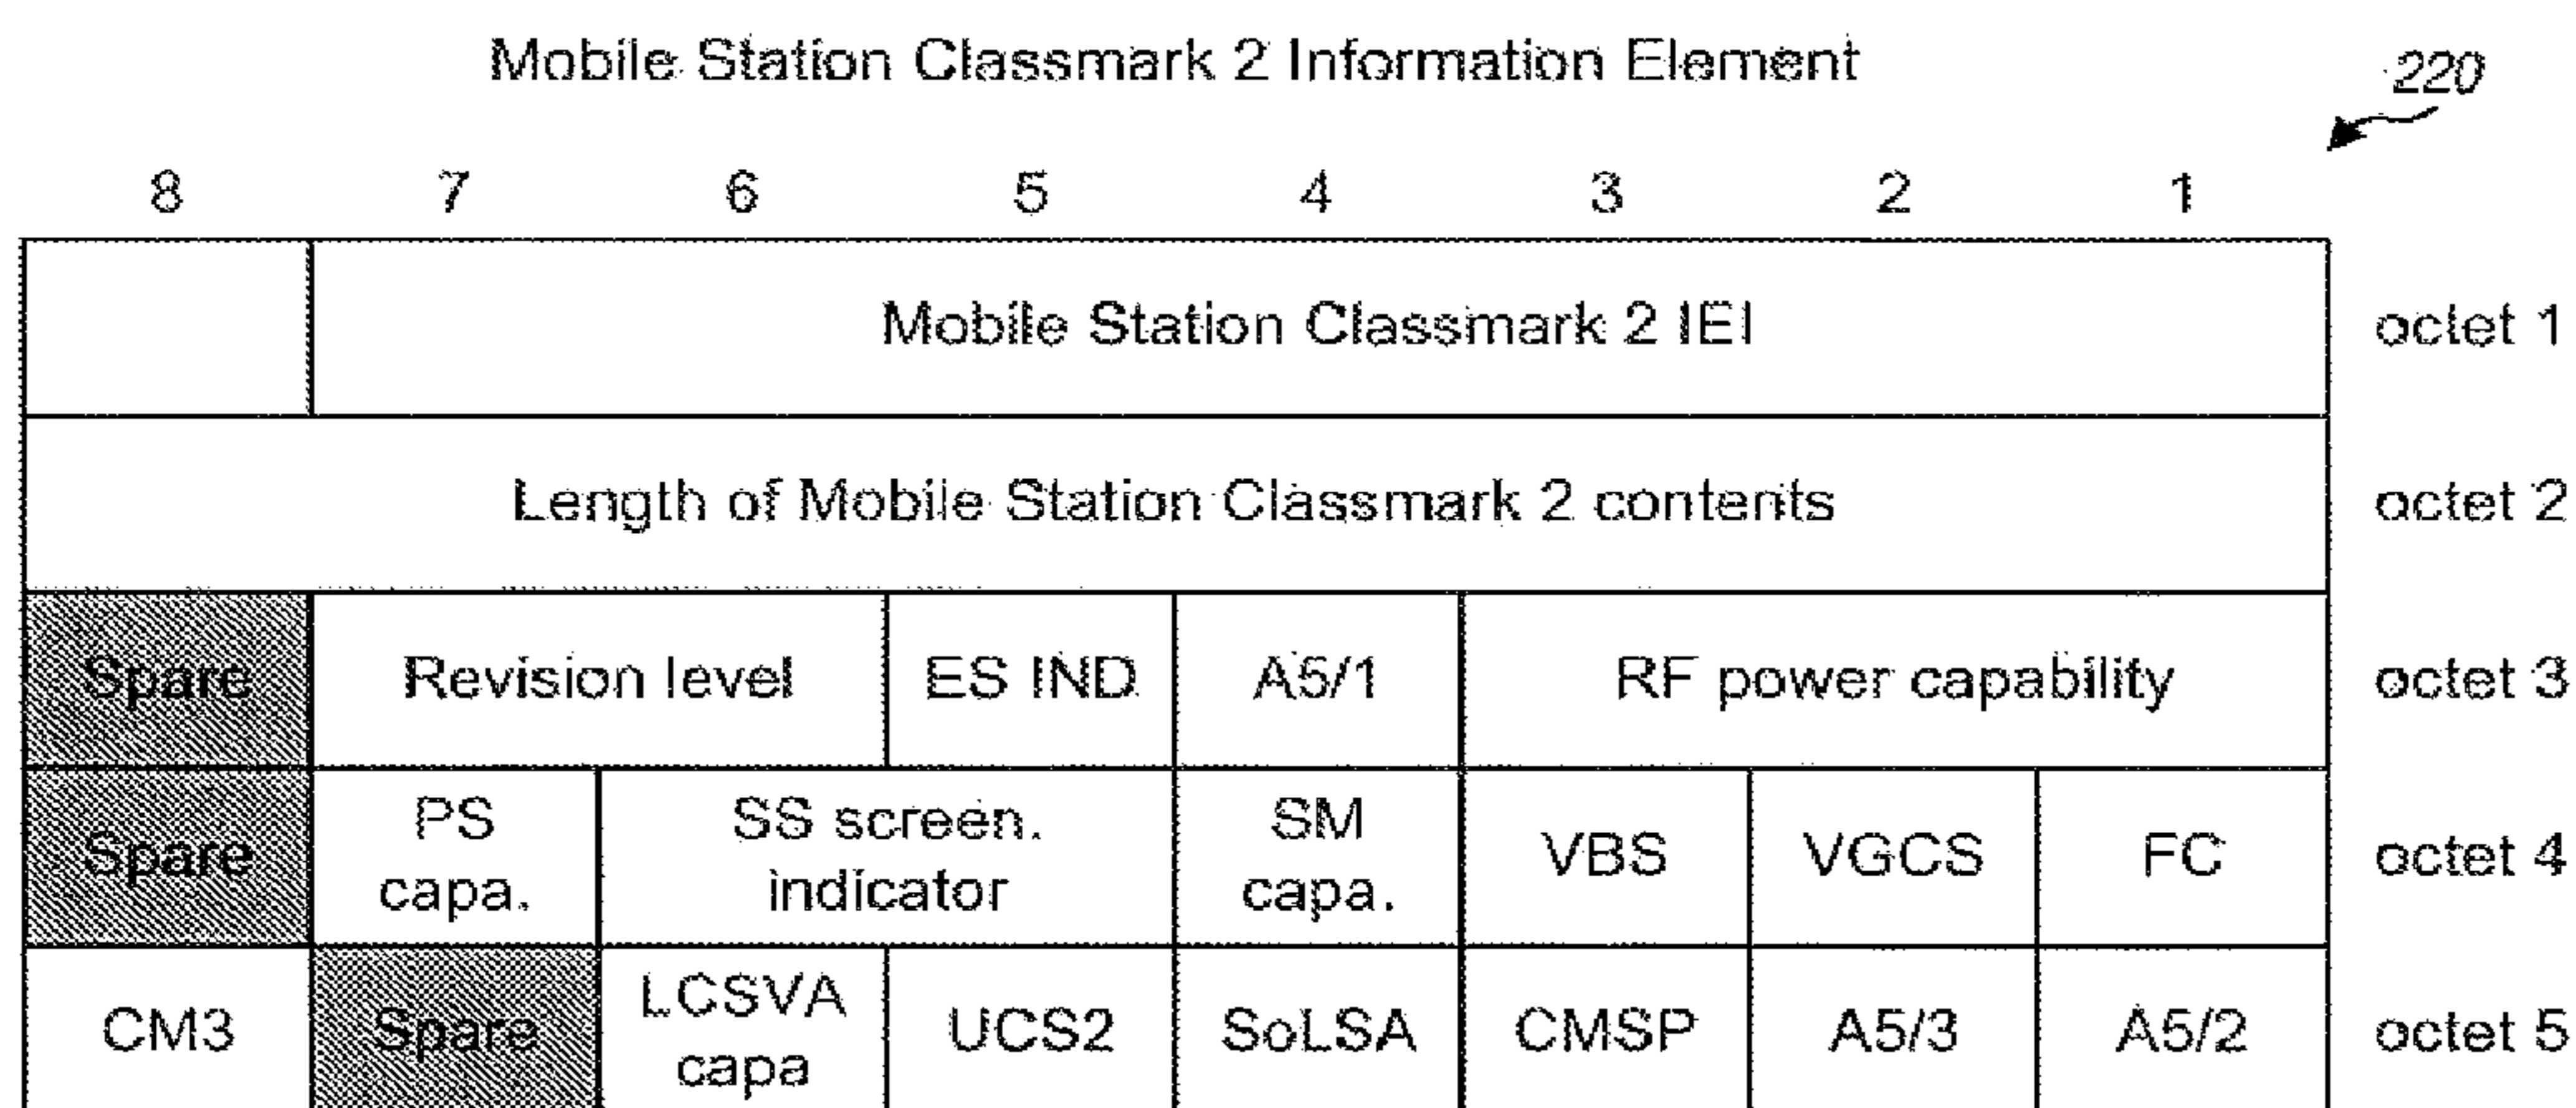 Mobile Station Classmark 2 Information Element
220
8 7 6 5 4 3 2 1
Mobile Station Classmark 2 IEI octet 1
Length of Mobile Station Classmark 2 contents octet 2
Spare Revision level ES IND A5/1 RF power capability octet 3
Spare PS capa. SS screen. indicator SM capa. VBS VGCS FC octet 4
CM3 Spare LCSVA capa UCS2 SoLSA CMSP A5/3 A5/2 octet 5